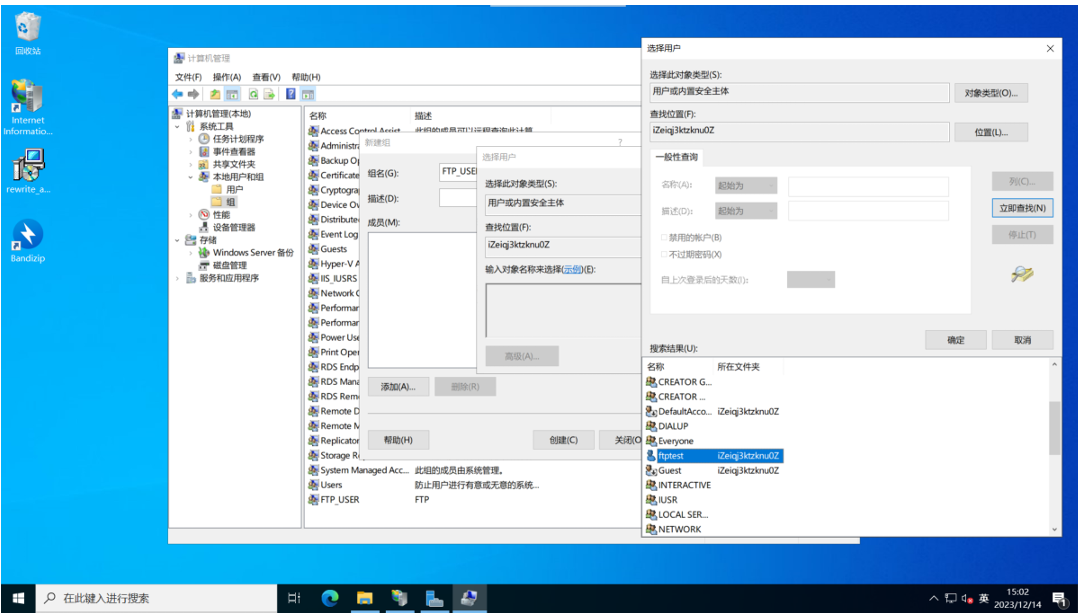 回收站
Internet
Informatio...
rewrite_a...
Bandizip
计算机管理
文件(F) 操作(A) 查看(V) 帮助(H)
计算机管理(本地)
系统工具
任务计划程序
事件查看器
共享文件夹
本地用户和组
用户
组
性能
设备管理器
存储
Windows Server 备份
磁盘管理
服务和应用程序
名称 描述
Access Control Assist... 此组的成员可以远程查询此计算
Administra
Backup Op
Certificate
Cryptogra
Device Ow
Distribute
Event Log
Guests
Hyper-V A
IIS_IUSRS
Network C
Performan
Performan
Power Use
Print Oper
RDS Endp
RDS Mana
RDS Rem
Remote D
Remote M
Replicator
Storage Re
System Managed Acc... 此组的成员由系统管理。
Users 防止用户进行有意或无意的系统...
FTP_USER FTP
新建组 ?
组名(G): FTP_USE
描述(D):
成员(M):
添加(A)... 删除(R)
帮助(H) 创建(C) 关闭(O
选择用户
选择此对象类型(S):
用户或内置安全主体
查找位置(F):
iZeiqj3ktzknu0Z
输入对象名称来选择(示例)(E):
高级(A)...
选择用户
选择此对象类型(S):
用户或内置安全主体 对象类型(O)...
查找位置(F):
iZeiqj3ktzknu0Z 位置(L)...
一般性查询
名称(A): 起始为
描述(D): 起始为
禁用的帐户(B)
不过期密码(X)
自上次登录后的天数(I):
列(C)...
立即查找(N)
停止(T)
确定 取消
搜索结果(U):
名称 所在文件夹
CREATOR G...
CREATOR ...
DefaultAcco... iZeiqj3ktzknu0Z
DIALUP
Everyone
ftptest iZeiqj3ktzknu0Z
Guest iZeiqj3ktzknu0Z
INTERACTIVE
IUSR
LOCAL SER...
NETWORK
在此键入进行搜索
英
15:02
2023/12/14
1